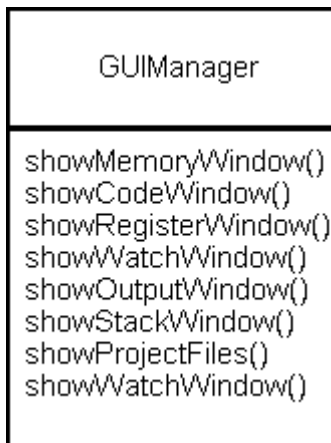 GUIManager
showMemoryWindow()
showCodeWindow()
showRegisterWindow()
showWatchWindow()
showOutputWindow()
showStackWindow()
showProjectFiles()
showWatchWindow()